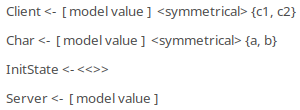 Client <- [ model value ] <symmetrical> {c1, c2}
Char <- [ model value ] <symmetrical> {a, b}
InitState <- <<>>
Server <- [ model value ]